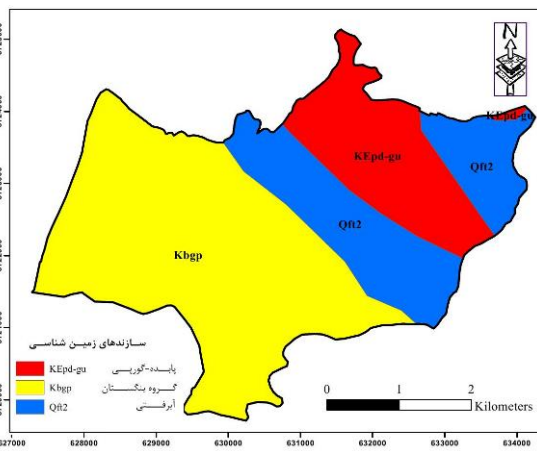 N
KEpd-gu
KEpd-gu
Qft2
Qft2
Kbgp
سازندهای زمین شناسی
KEpd-gu پابده-گورپی
Kbgp گروه بنگستان
Qft2 آبرفتی
0 1 2
Kilometers
627000 628000 629000 630000 631000 632000 633000 634000